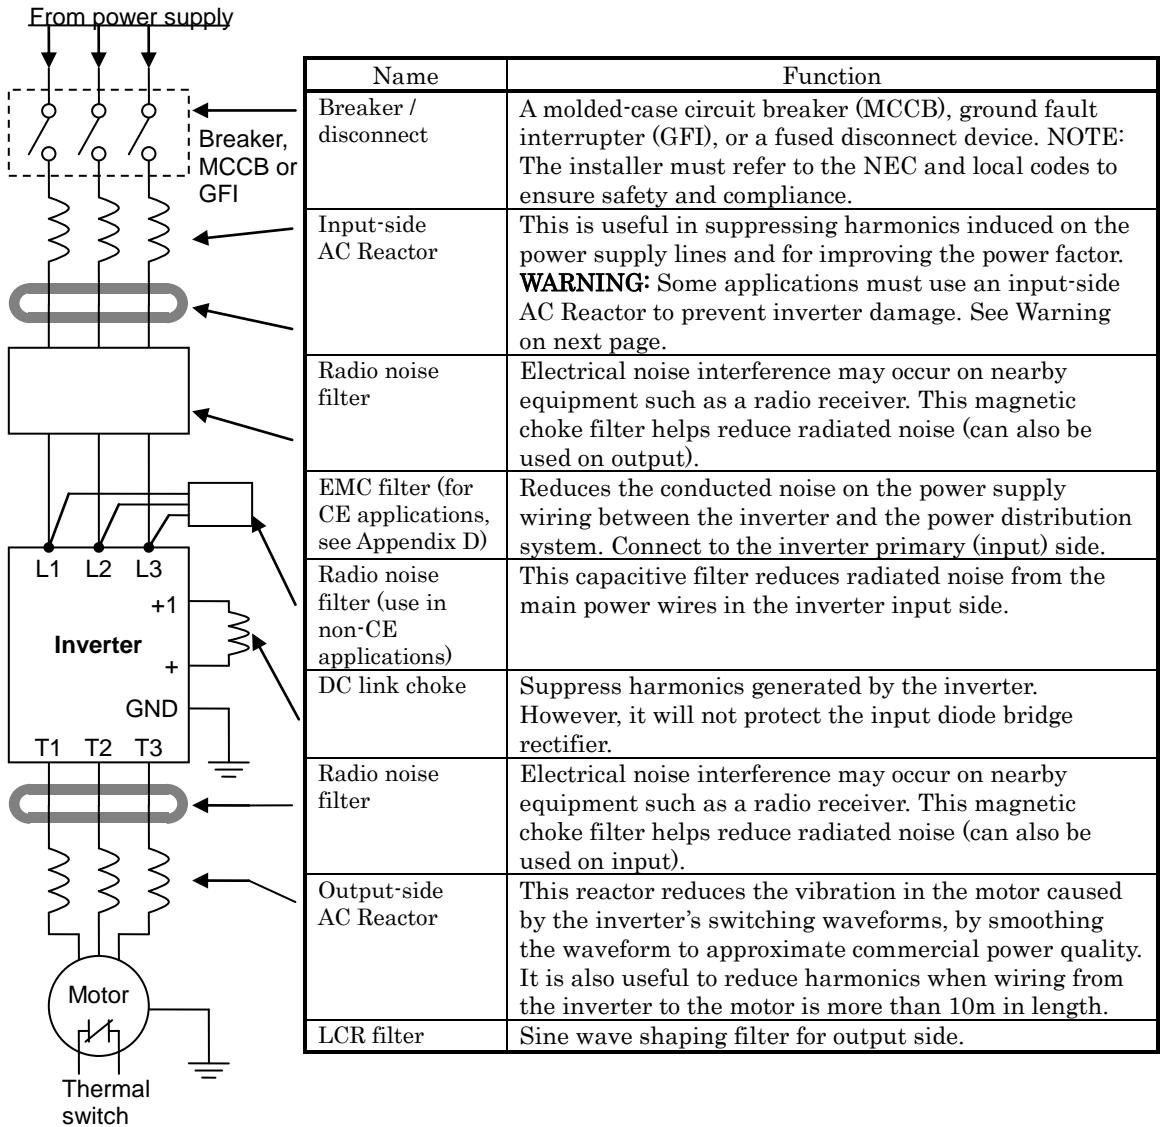 From power supply
Breaker,
MCCB or
GFI
L1 L2 L3
+1
Inverter
+
GND
T1 T2 T3
Motor
Thermal
switch
Name Function
Breaker /
disconnect
A molded-case circuit breaker (MCCB), ground fault
interrupter (GFI), or a fused disconnect device. NOTE:
The installer must refer to the NEC and local codes to
ensure safety and compliance.
Input-side
AC Reactor
This is useful in suppressing harmonics induced on the
power supply lines and for improving the power factor.
WARNING: Some applications must use an input-side
AC Reactor to prevent inverter damage. See Warning
on next page.
Radio noise
filter
Electrical noise interference may occur on nearby
equipment such as a radio receiver. This magnetic
choke filter helps reduce radiated noise (can also be
used on output).
EMC filter (for
CE applications,
see Appendix D)
Reduces the conducted noise on the power supply
wiring between the inverter and the power distribution
system. Connect to the inverter primary (input) side.
Radio noise
filter (use in
non-CE
applications)
This capacitive filter reduces radiated noise from the
main power wires in the inverter input side.
DC link choke
Suppress harmonics generated by the inverter.
However, it will not protect the input diode bridge
rectifier.
Radio noise
filter
Electrical noise interference may occur on nearby
equipment such as a radio receiver. This magnetic
choke filter helps reduce radiated noise (can also be
used on input).
Output-side
AC Reactor
This reactor reduces the vibration in the motor caused
by the inverter’s switching waveforms, by smoothing
the waveform to approximate commercial power quality.
It is also useful to reduce harmonics when wiring from
the inverter to the motor is more than 10m in length.
LCR filter
Sine wave shaping filter for output side.